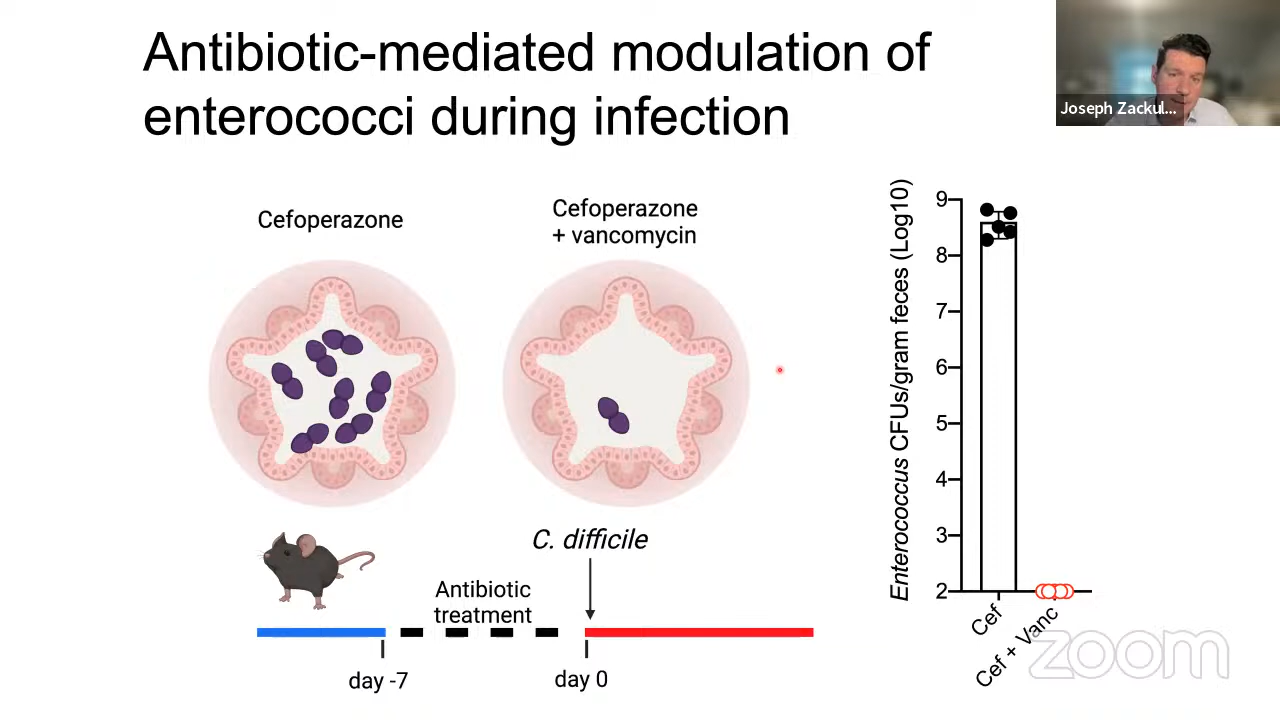 Antibiotic-mediated modulation of
enterococci during infection
Joseph Zackul...
Cefoperazone
Cefoperazone
+ vancomycin
C. difficile
Antibiotic
treatment
day -7
day 0
Enterococcus CFUs/gram feces (Log10)
9
8
7
6
5
4
3
2
Cef
Cef + Vanc
zoom